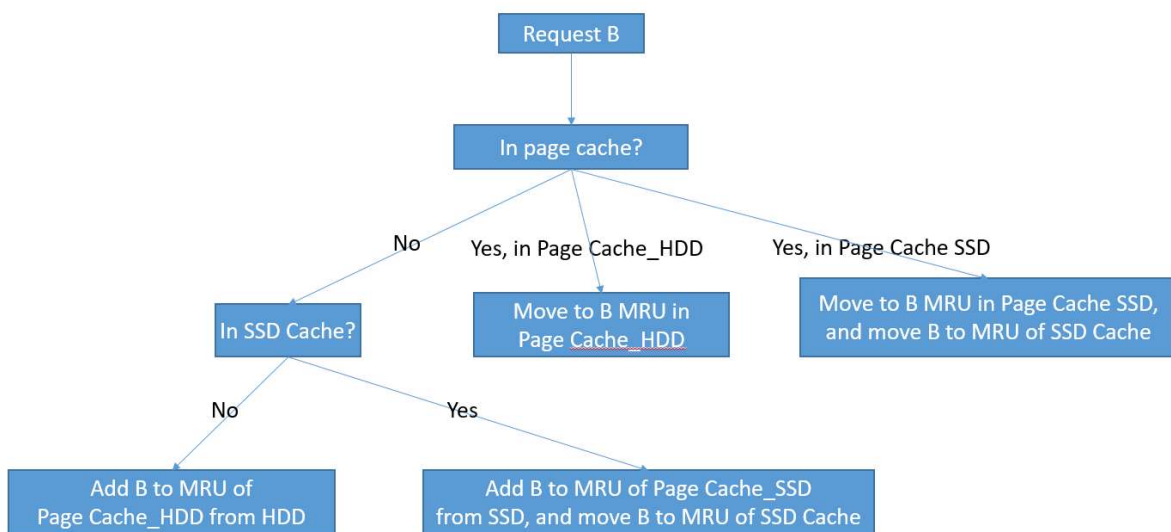 Request B
In page cache?
No
Yes, in Page Cache_HDD
Yes, in Page Cache SSD
In SSD Cache?
Move to B MRU in
Page Cache_HDD
Move to B MRU in Page Cache SSD,
and move B to MRU of SSD Cache
No
Yes
Add B to MRU of
Page Cache_HDD from HDD
Add B to MRU of Page Cache_SSD
from SSD, and move B to MRU of SSD Cache